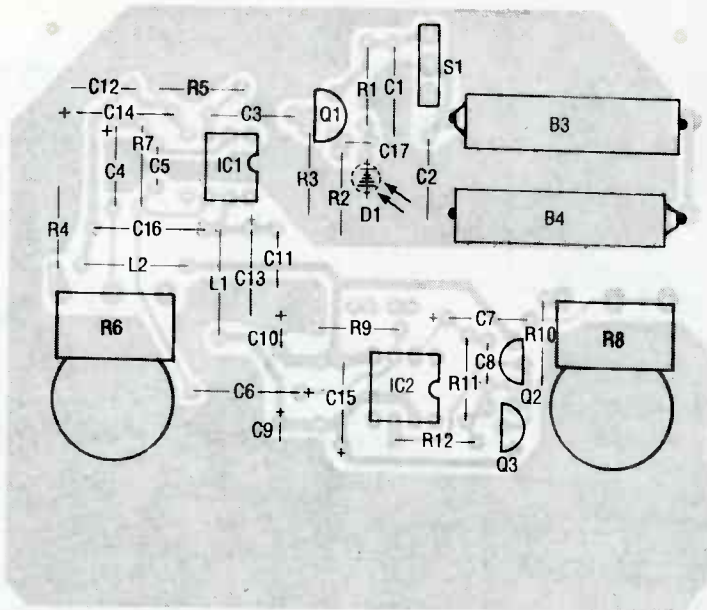 S1
C12
R5
R1
C1
+
C14
C3
Q1
B3
+
R7
C5
IC1
C17
C4
R3
R2
C2
D1
B4
R4
C16
+
L2
L1
C13
C11
R6
+
C10
R9
+
C7
R10
R8
C6
+
C15
IC2
R11
C8
Q2
C9
+
R12
Q3
+